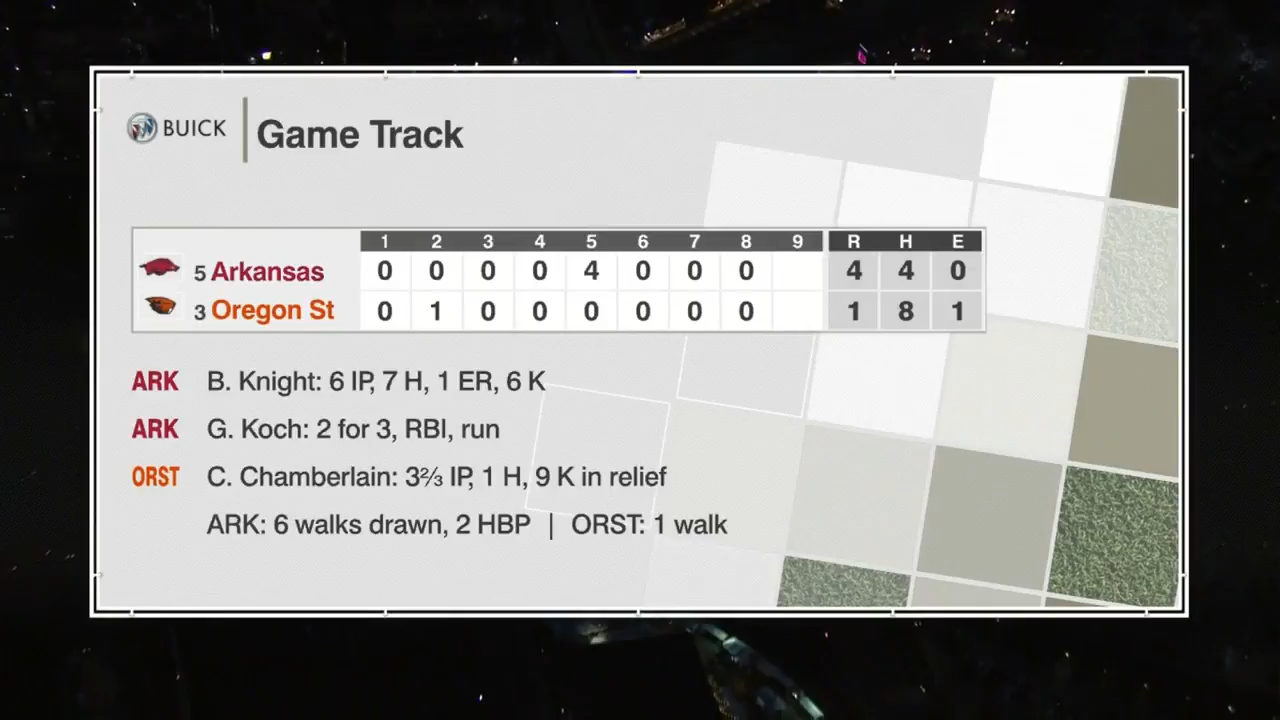 BUICK Game Track
1 2 3 4 5 6 7 8 9 R H E
5 Arkansas 0 0 0 0 4 0 0 0 4 4 0
3 Oregon St 0 1 0 0 0 0 0 0 1 8 1
ARK B. Knight: 6 IP, 7 H, 1 ER, 6 K
ARK G. Koch: 2 for 3, RBI, run
ORST C. Chamberlain: 3⅔ IP, 1 H, 9 K in relief
ARK: 6 walks drawn, 2 HBP | ORST: 1 walk